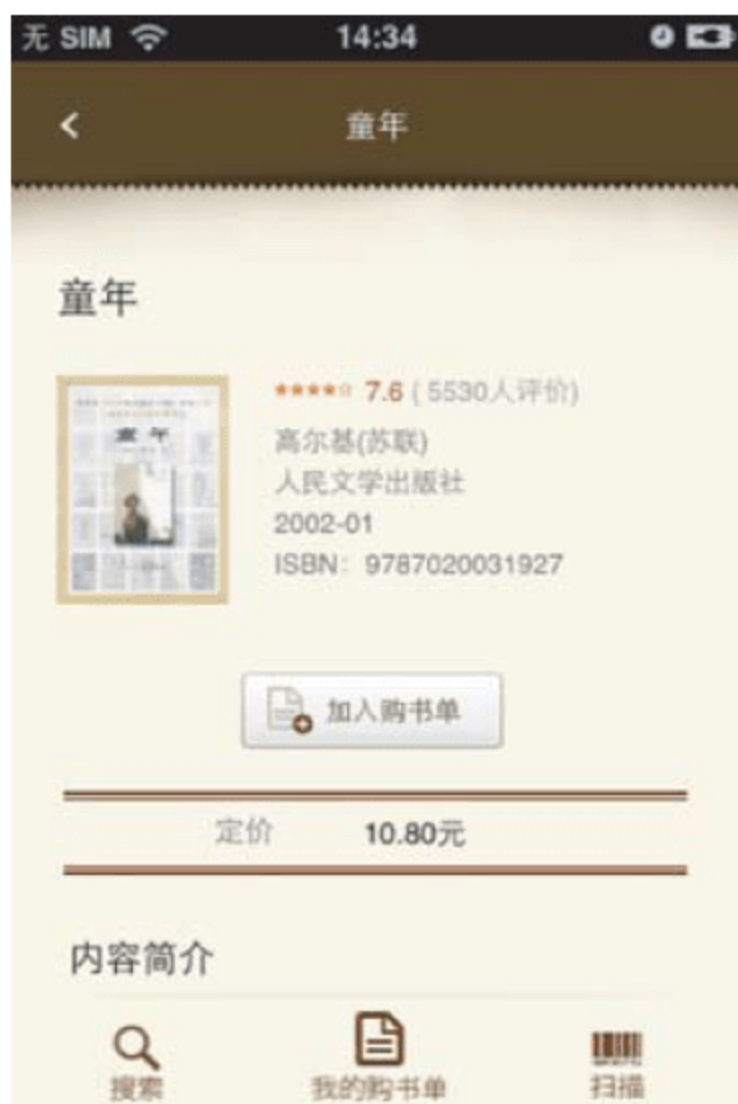 无 SIM 14:34
童年
童年
童年
7.6 ( 5530人评价)
高尔基(苏联)
人民文学出版社
2002-01
ISBN: 9787020031927
加入购书单
定价 10.80元
内容简介
搜索 我的购书单 扫描